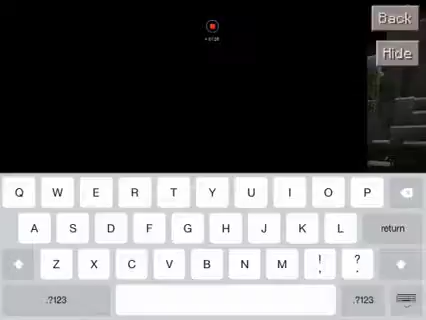 Back
Hide
Q W E R T Y U I O P
A S D F G H J K L return
Z X C V B N M ! , ? .
.?123 .?123